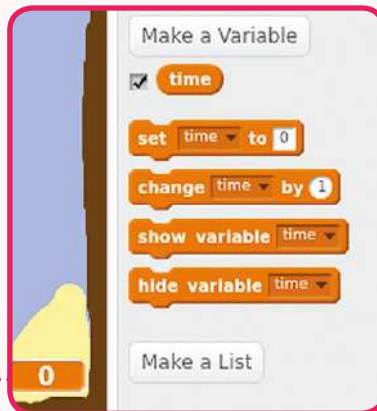 Make a Variable
time
set time to 0
change time by 1
show variable time
hide variable time
0
Make a List